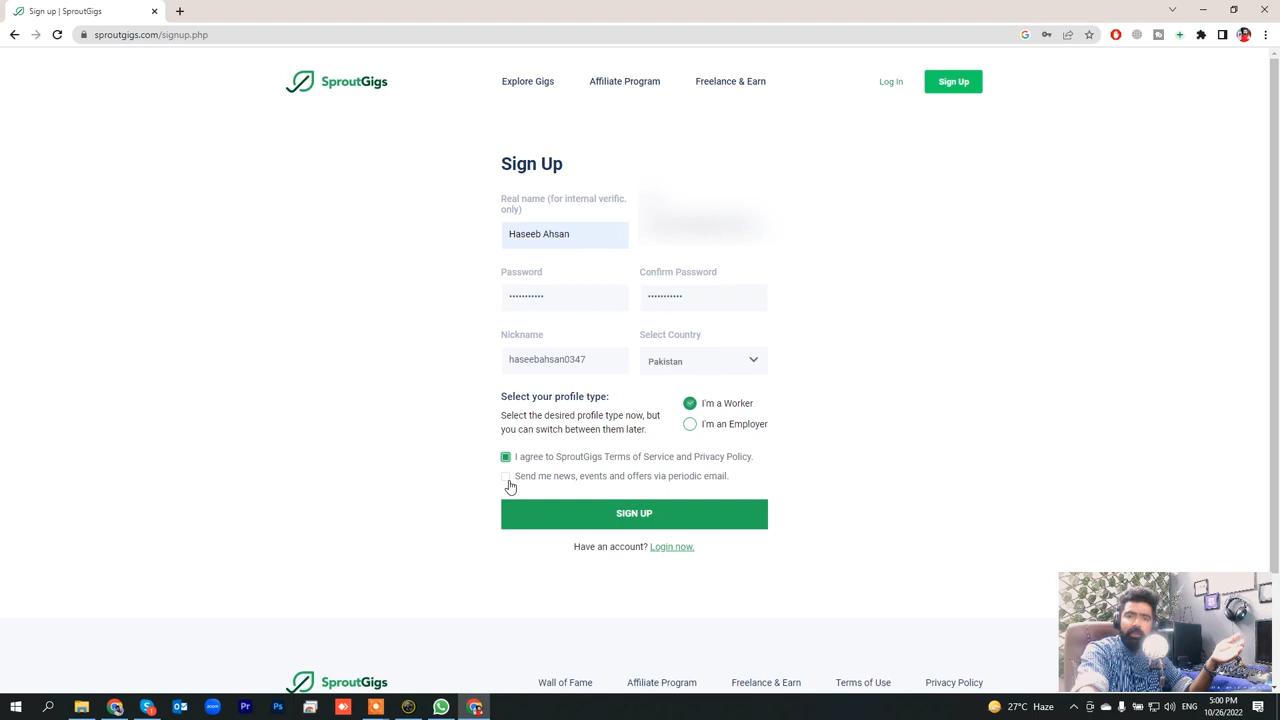 Sign up | SproutGigs
sproutgigs.com/signup.php
SproutGigs
Explore Gigs
Affiliate Program
Freelance & Earn
Log In
Sign Up
Sign Up
Real name (for internal verific.
only)
Haseeb Ahsan
Password
Confirm Password
•••••••••••
•••••••••••
Nickname
Select Country
haseebahsan0347
Pakistan
Select your profile type:
Select the desired profile type now, but
you can switch between them later.
I'm a Worker
I'm an Employer
I agree to SproutGigs Terms of Service and Privacy Policy.
Send me news, events and offers via periodic email.
SIGN UP
Have an account? Login now.
SproutGigs
Wall of Fame
Affiliate Program
Freelance & Earn
Terms of Use
Privacy Policy
zoom
Pr
Ps
27°C Haze
5:00 PM
10/26/2022